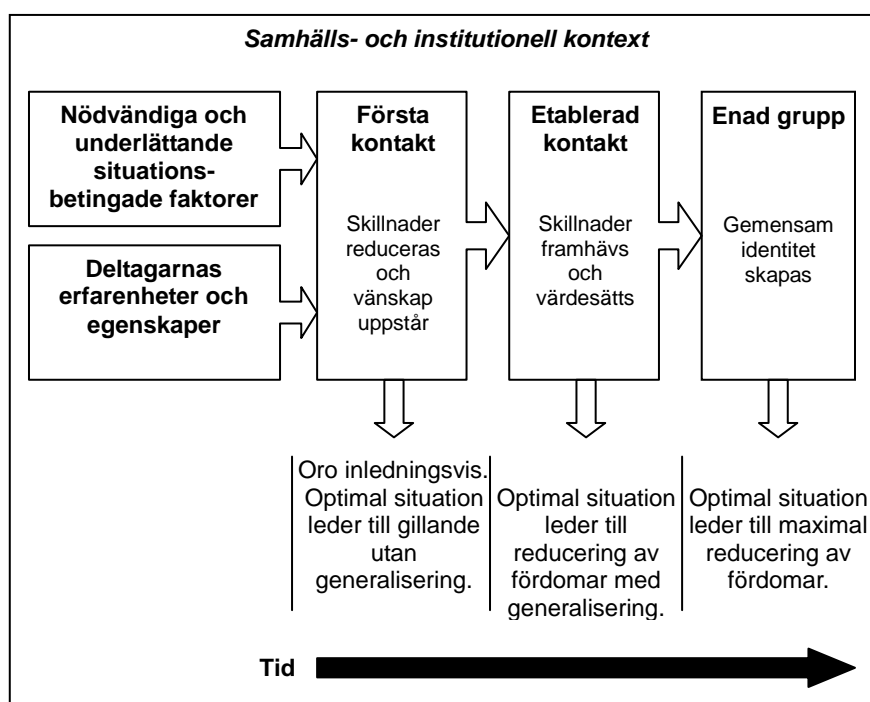 Samhälls- och institutionell kontext
Nödvändiga och
underlättande
situations-
betingade faktorer
Deltagarnas
erfarenheter och
egenskaper
Första
kontakt
Skillnader
reduceras
och
vänskap
uppstår
Etablerad
kontakt
Skillnader
framhävs
och
värdesätts
Enad grupp
Gemensam
identitet
skapas
Oro inledningsvis.
Optimal situation
leder till gillande
utan
generalisering.
Optimal situation
leder till
reducering av
fördomar med
generalisering.
Optimal situation
leder till maximal
reducering av
fördomar.
Tid